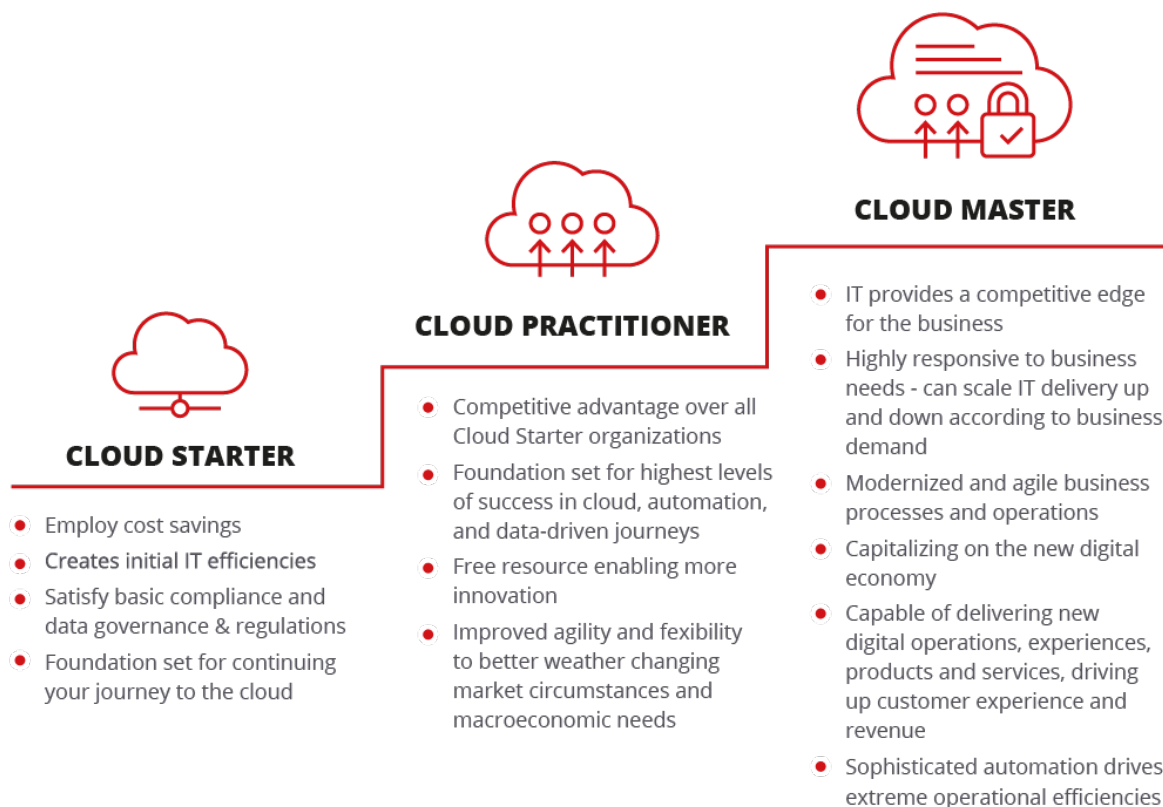 CLOUD STARTER
Employ cost savings
Creates initial IT efficiencies
Satisfy basic compliance and
data governance & regulations
Foundation set for continuing
your journey to the cloud
CLOUD PRACTITIONER
Competitive advantage over all
Cloud Starter organizations
Foundation set for highest levels
of success in cloud, automation,
and data-driven journeys
Free resource enabling more
innovation
Improved agility and fexibility
to better weather changing
market circumstances and
macroeconomic needs
CLOUD MASTER
IT provides a competitive edge
for the business
Highly responsive to business
needs - can scale IT delivery up
and down according to business
demand
Modernized and agile business
processes and operations
Capitalizing on the new digital
economy
Capable of delivering new
digital operations, experiences,
products and services, driving
up customer experience and
revenue
Sophisticated automation drives
extreme operational efficiencies